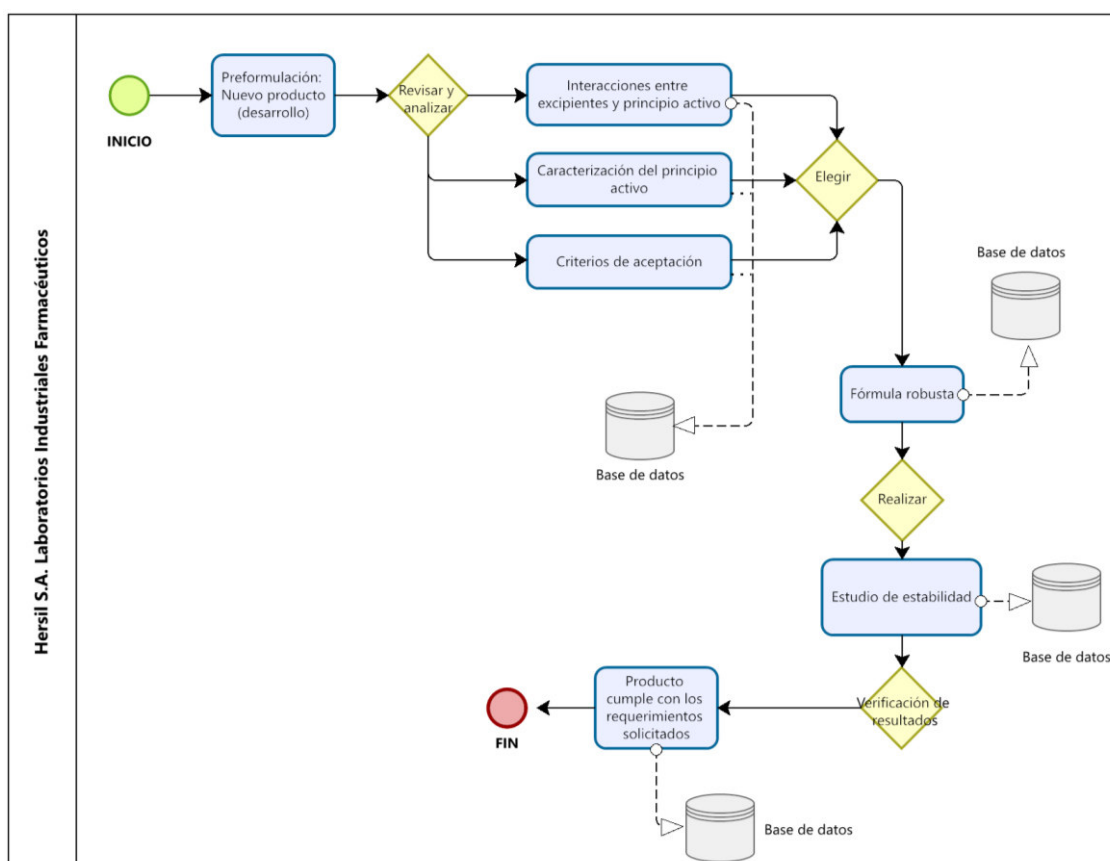 Hersil S.A. Laboratorios Industriales Farmacéuticos
INICIO
Preformulación:
Nuevo producto
(desarrollo)
Revisar y
analizar
Interacciones entre
excipientes y principio activo
Caracterización del principio
activo
Criterios de aceptación
Elegir
Base de datos
Fórmula robusta
Base de datos
Realizar
Estudio de estabilidad
Base de datos
Verificación de
resultados
Producto
cumple con los
requerimientos
solicitados
FIN
Base de datos